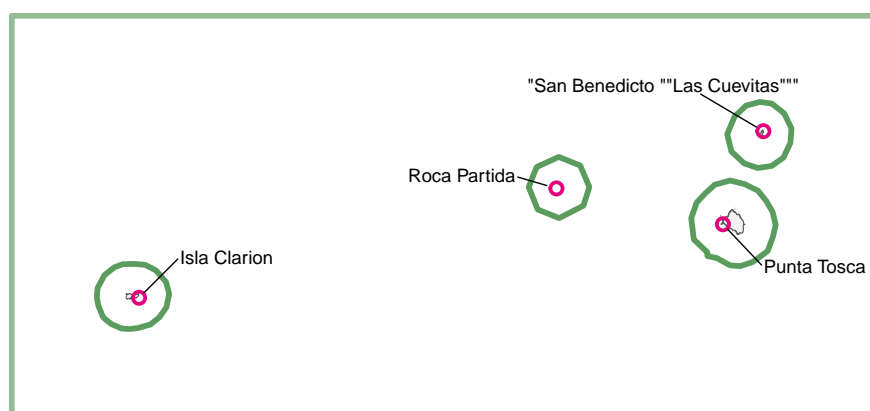 "San Benedicto ""Las Cuevitas"""
Roca Partida
Isla Clarion
Punta Tosca